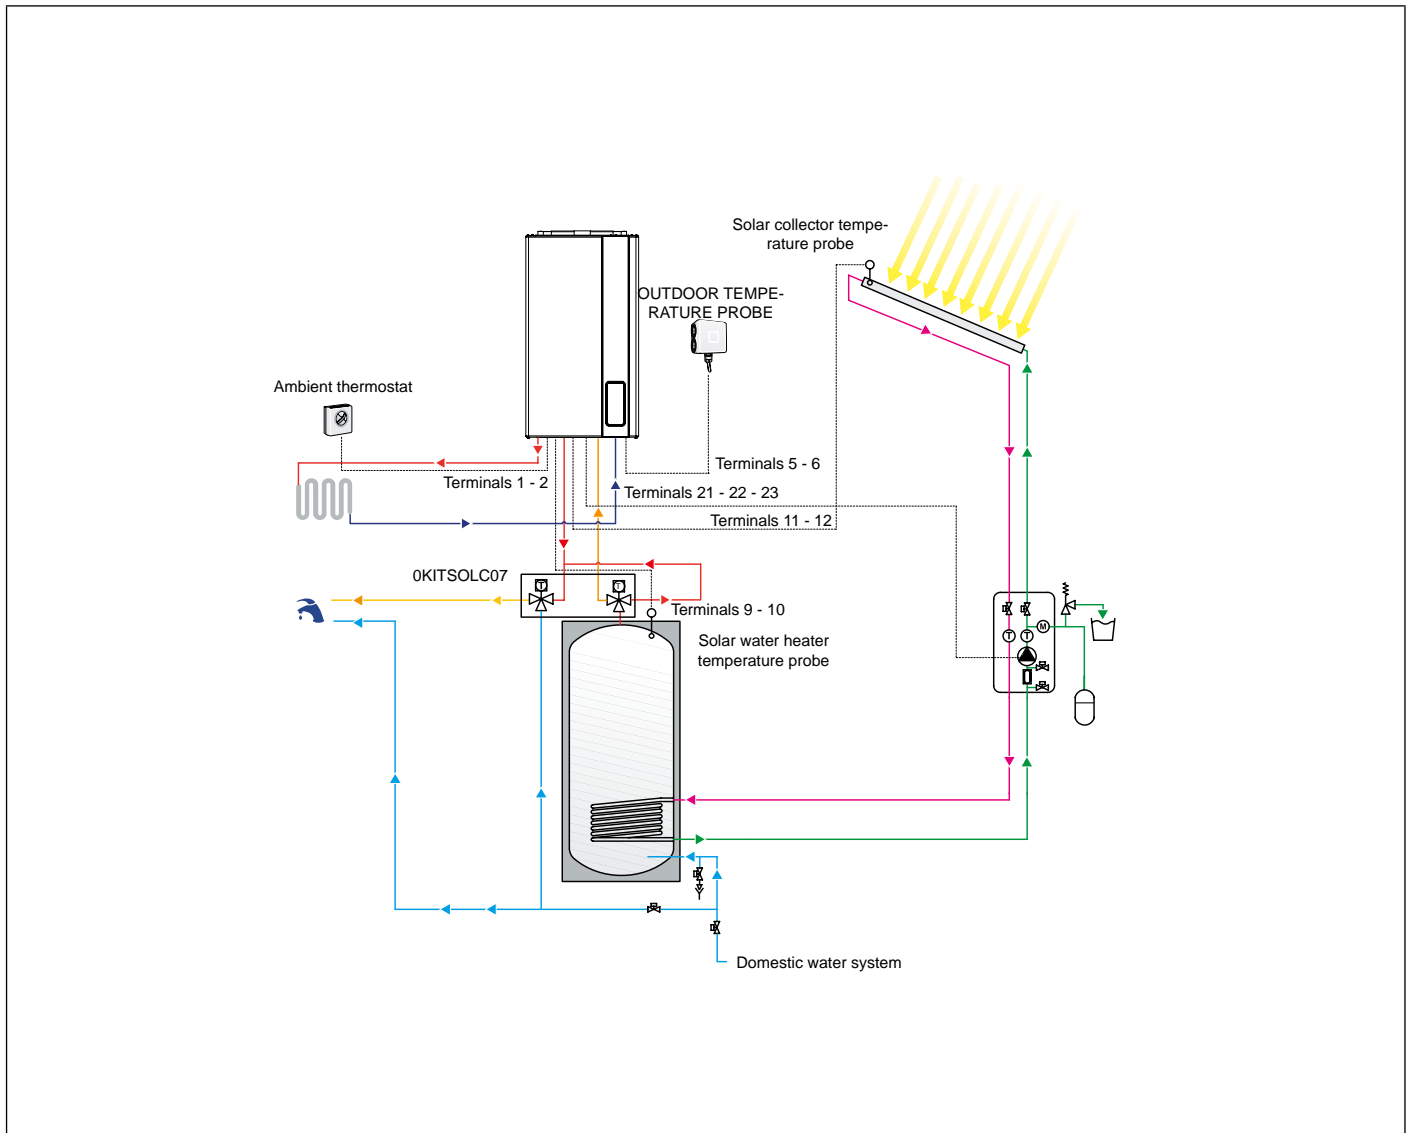 Solar collector tempe-
rature probe
OUTDOOR TEMPE-
RATURE PROBE
Ambient thermostat
Terminals 5 - 6
Terminals 1 - 2
Terminals 21 - 22 - 23
Terminals 11 - 12
0KITSOLC07
T
T
Terminals 9 - 10
Solar water heater
temperature probe
M
T
T
Domestic water system